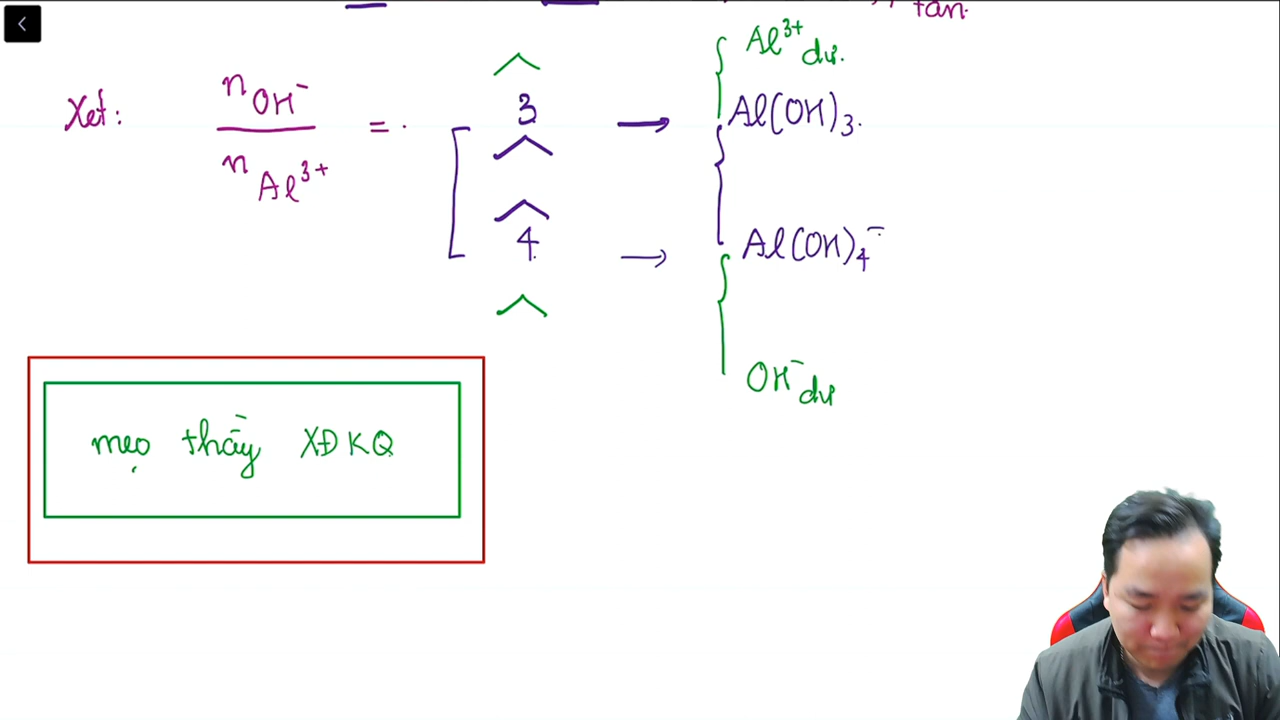 tan.
Xét: nOH⁻ / nAl³⁺ =
3 → Al(OH)₃.
4 → Al(OH)₄⁻
Al³⁺ dư.
OH⁻ dư
mẹo thầy XĐKQ